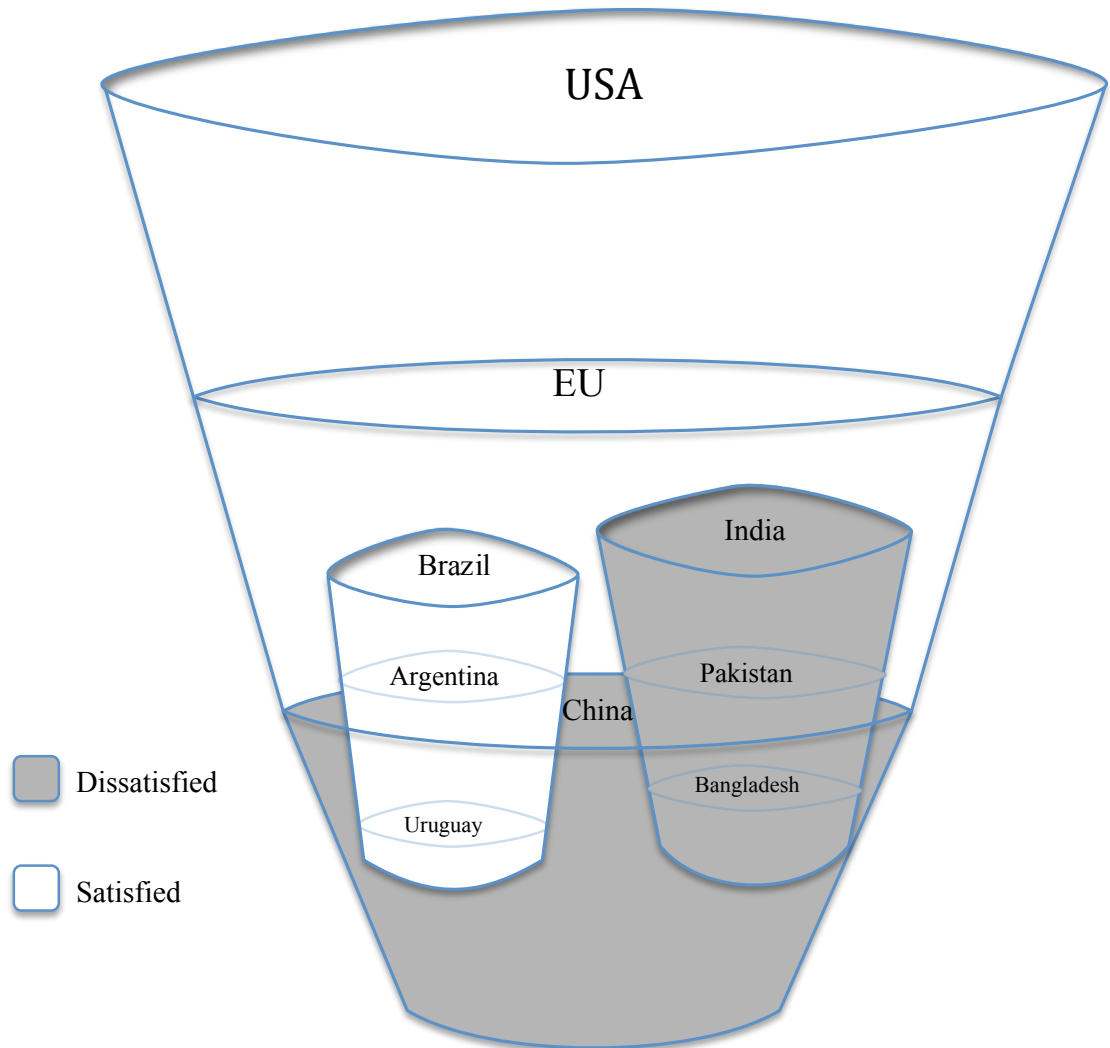 USA
EU
India
Brazil
Pakistan
Argentina
China
Dissatisfied
Bangladesh
Uruguay
Satisfied